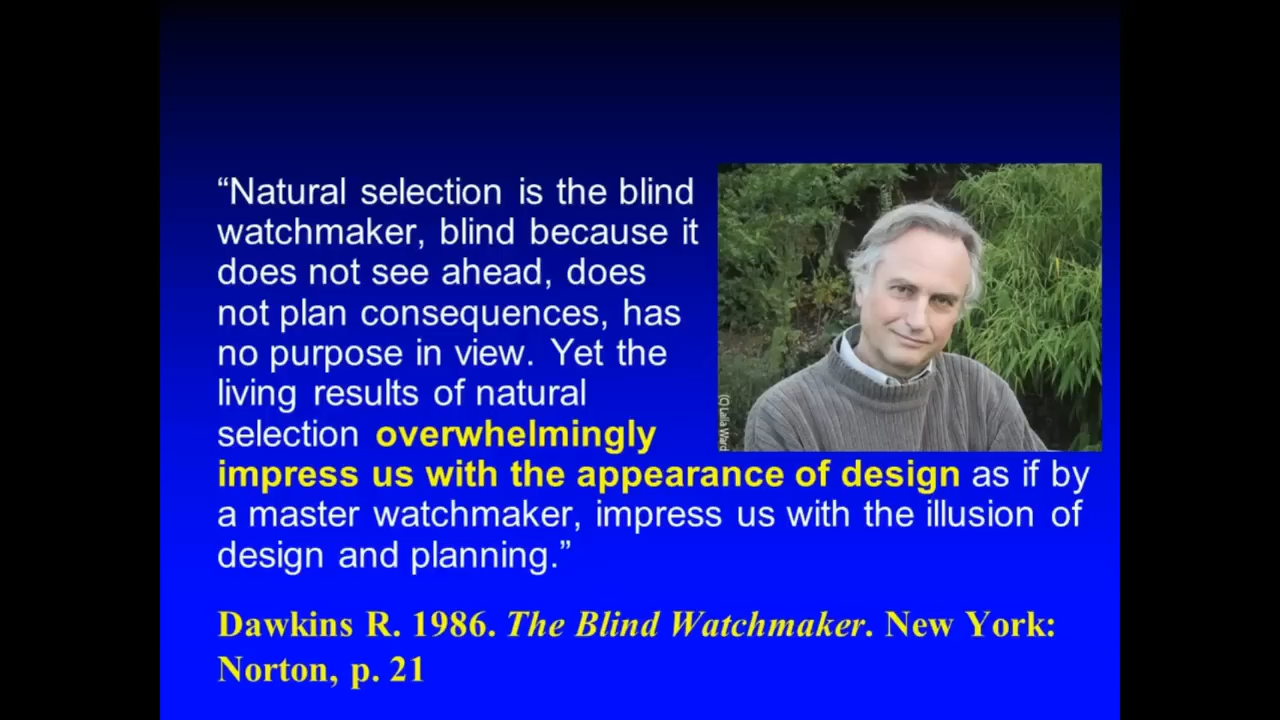 “Natural selection is the blind
watchmaker, blind because it
does not see ahead, does
not plan consequences, has
no purpose in view. Yet the
living results of natural
selection overwhelmingly
impress us with the appearance of design as if by
a master watchmaker, impress us with the illusion of
design and planning.”
(C) Lalla Ward
Dawkins R. 1986. The Blind Watchmaker. New York:
Norton, p. 21